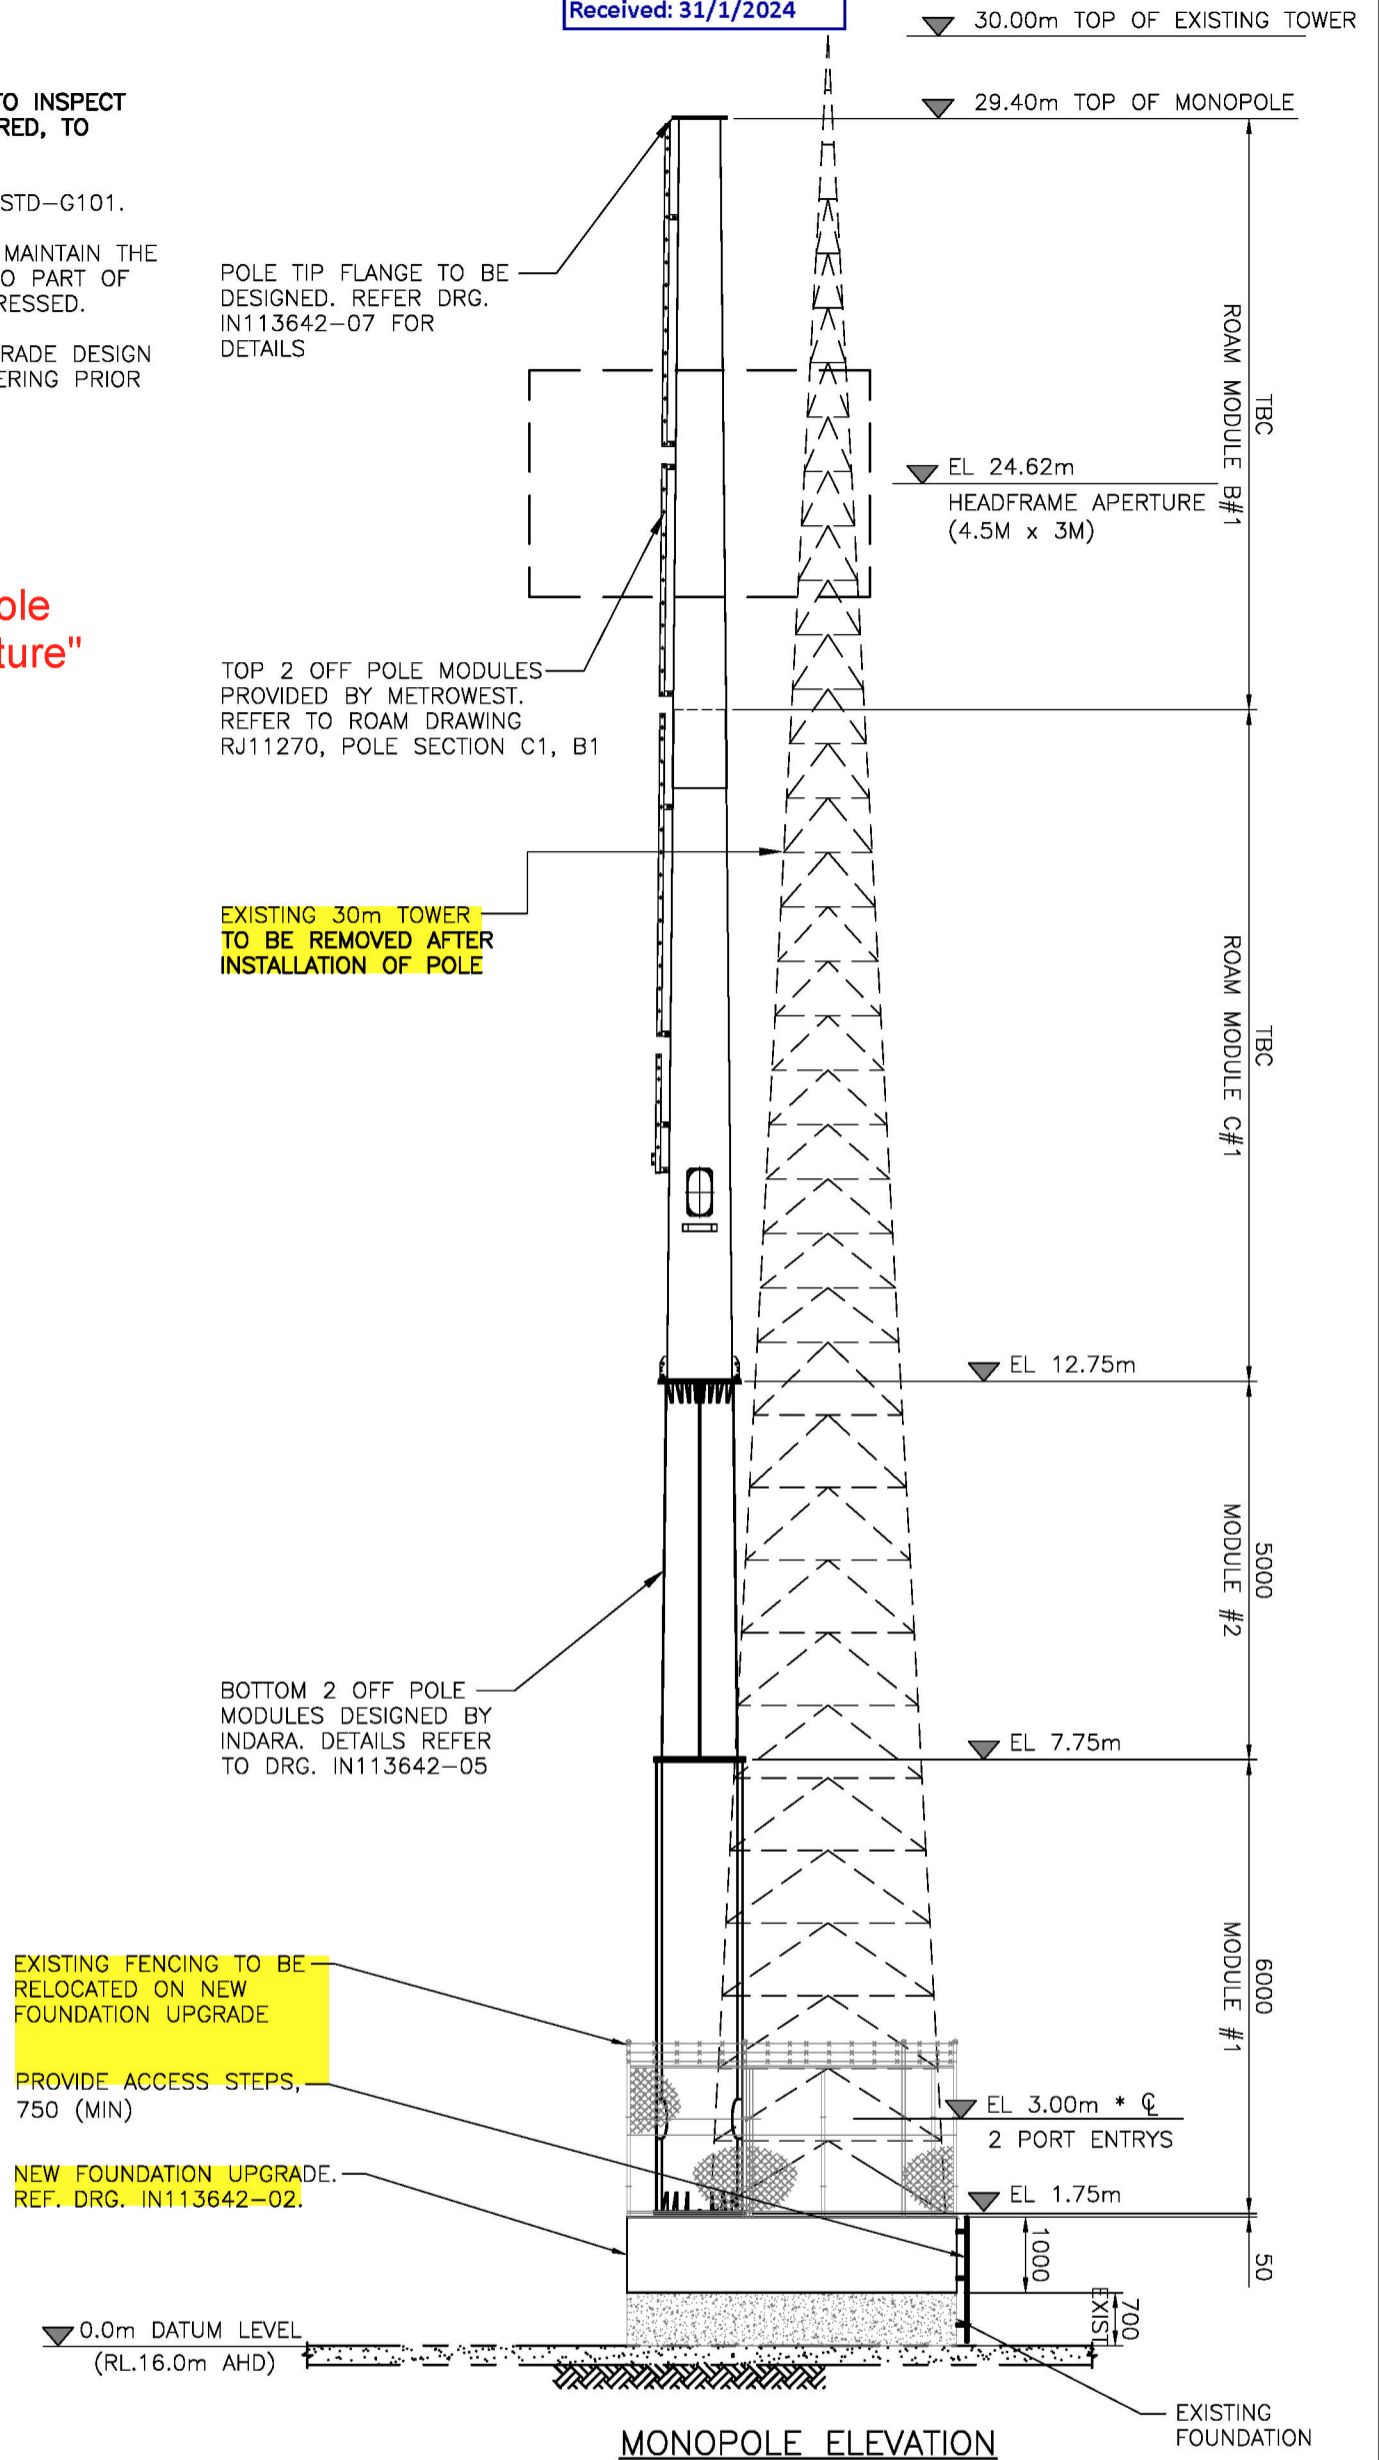 Received: 31/1/2024
30.00m TOP OF EXISTING TOWER
29.40m TOP OF MONOPOLE
TO INSPECT
RED, TO
STD-G101.
MAINTAIN THE
O PART OF
RESSED.
RADE DESIGN
ERING PRIOR
POLE TIP FLANGE TO BE
DESIGNED. REFER DRG.
IN113642-07 FOR
DETAILS
TBC
ROAM MODULE B#1
EL 24.62m
HEADFRAME APERTURE
(4.5M x 3M)
ole
ture"
TOP 2 OFF POLE MODULES
PROVIDED BY METROWEST.
REFER TO ROAM DRAWING
RJ11270, POLE SECTION C1, B1
EXISTING 30m TOWER
TO BE REMOVED AFTER
INSTALLATION OF POLE
TBC
ROAM MODULE C#1
EL 12.75m
5000
MODULE #2
BOTTOM 2 OFF POLE
MODULES DESIGNED BY
INDARA. DETAILS REFER
TO DRG. IN113642-05
EL 7.75m
6000
MODULE #1
EXISTING FENCING TO BE
RELOCATED ON NEW
FOUNDATION UPGRADE
PROVIDE ACCESS STEPS,
750 (MIN)
EL 3.00m * ℄
2 PORT ENTRYS
NEW FOUNDATION UPGRADE.
REF. DRG. IN113642-02.
EL 1.75m
1000
50
700
EXIST
0.0m DATUM LEVEL
(RL.16.0m AHD)
EXISTING
FOUNDATION
MONOPOLE ELEVATION